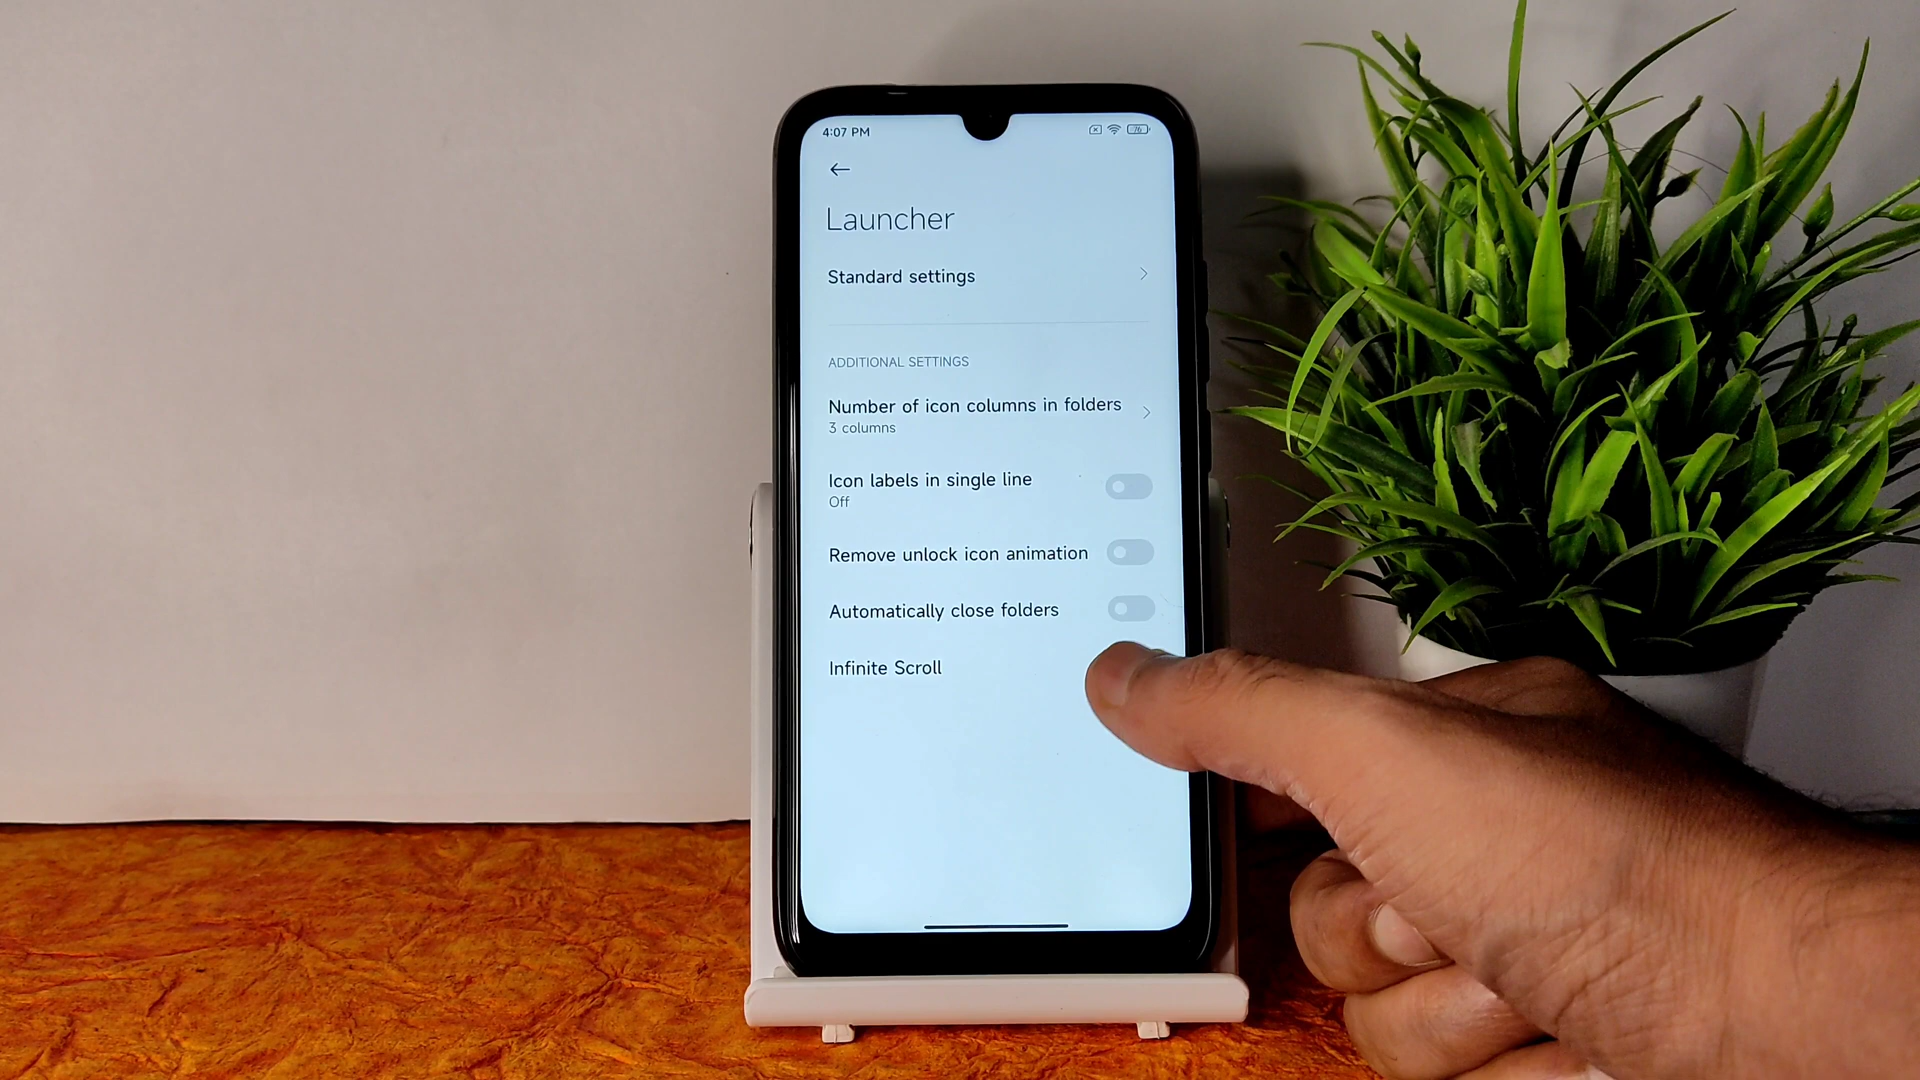 4:07 PM
76
Launcher
Standard settings
ADDITIONAL SETTINGS
Number of icon columns in folders
3 columns
Icon labels in single line
Off
Remove unlock icon animation
Automatically close folders
Infinite Scroll